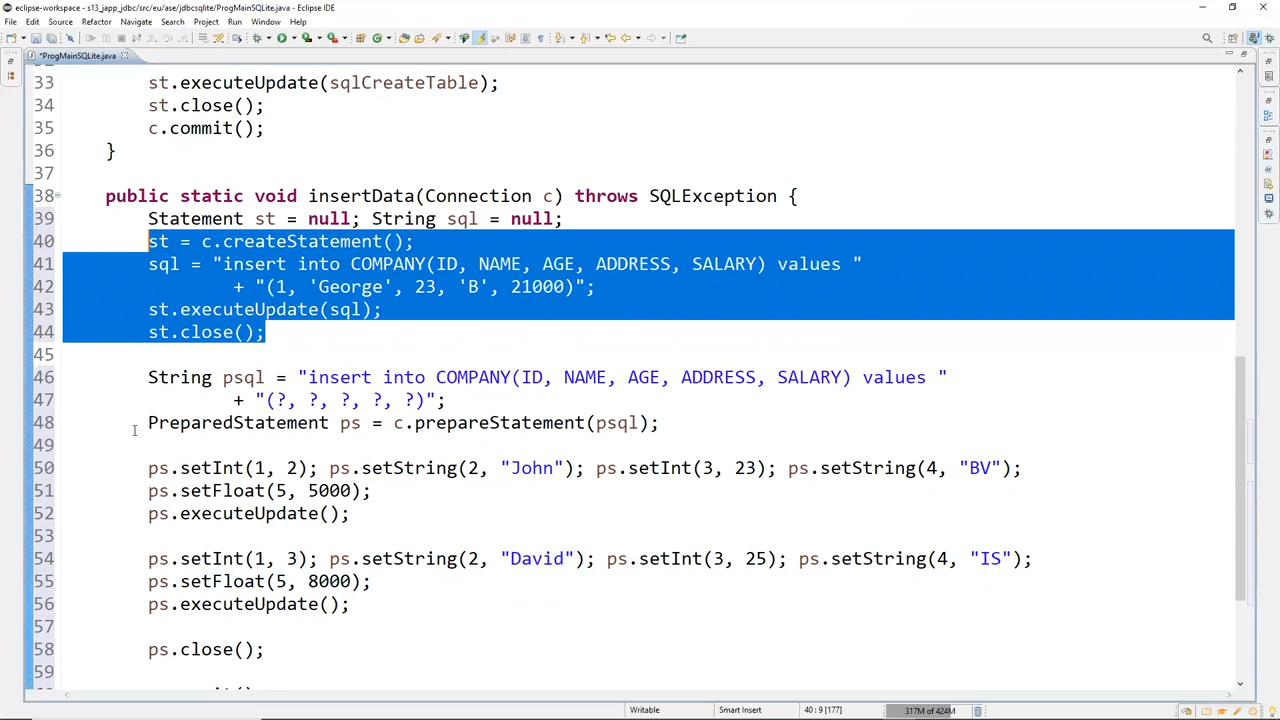 eclipse-workspace - s13_japp_jdbc/src/eu/ase/jdbcsqlite/ProgMainSQLite.java - Eclipse IDE
File Edit Source Refactor Navigate Search Project Run Window Help
*ProgMainSQLite.java
33 st.executeUpdate(sqlCreateTable);
34 st.close();
35 c.commit();
36 }
37
38 public static void insertData(Connection c) throws SQLException {
39 Statement st = null; String sql = null;
40 st = c.createStatement();
41 sql = "insert into COMPANY(ID, NAME, AGE, ADDRESS, SALARY) values "
42 + "(1, 'George', 23, 'B', 21000)";
43 st.executeUpdate(sql);
44 st.close();
45
46 String psql = "insert into COMPANY(ID, NAME, AGE, ADDRESS, SALARY) values "
47 + "(?, ?, ?, ?, ?)";
48 PreparedStatement ps = c.prepareStatement(psql);
49
50 ps.setInt(1, 2); ps.setString(2, "John"); ps.setInt(3, 23); ps.setString(4, "BV");
51 ps.setFloat(5, 5000);
52 ps.executeUpdate();
53
54 ps.setInt(1, 3); ps.setString(2, "David"); ps.setInt(3, 25); ps.setString(4, "IS");
55 ps.setFloat(5, 8000);
56 ps.executeUpdate();
57
58 ps.close();
59
Writable Smart Insert 40 : 9 [177] 317M of 424M